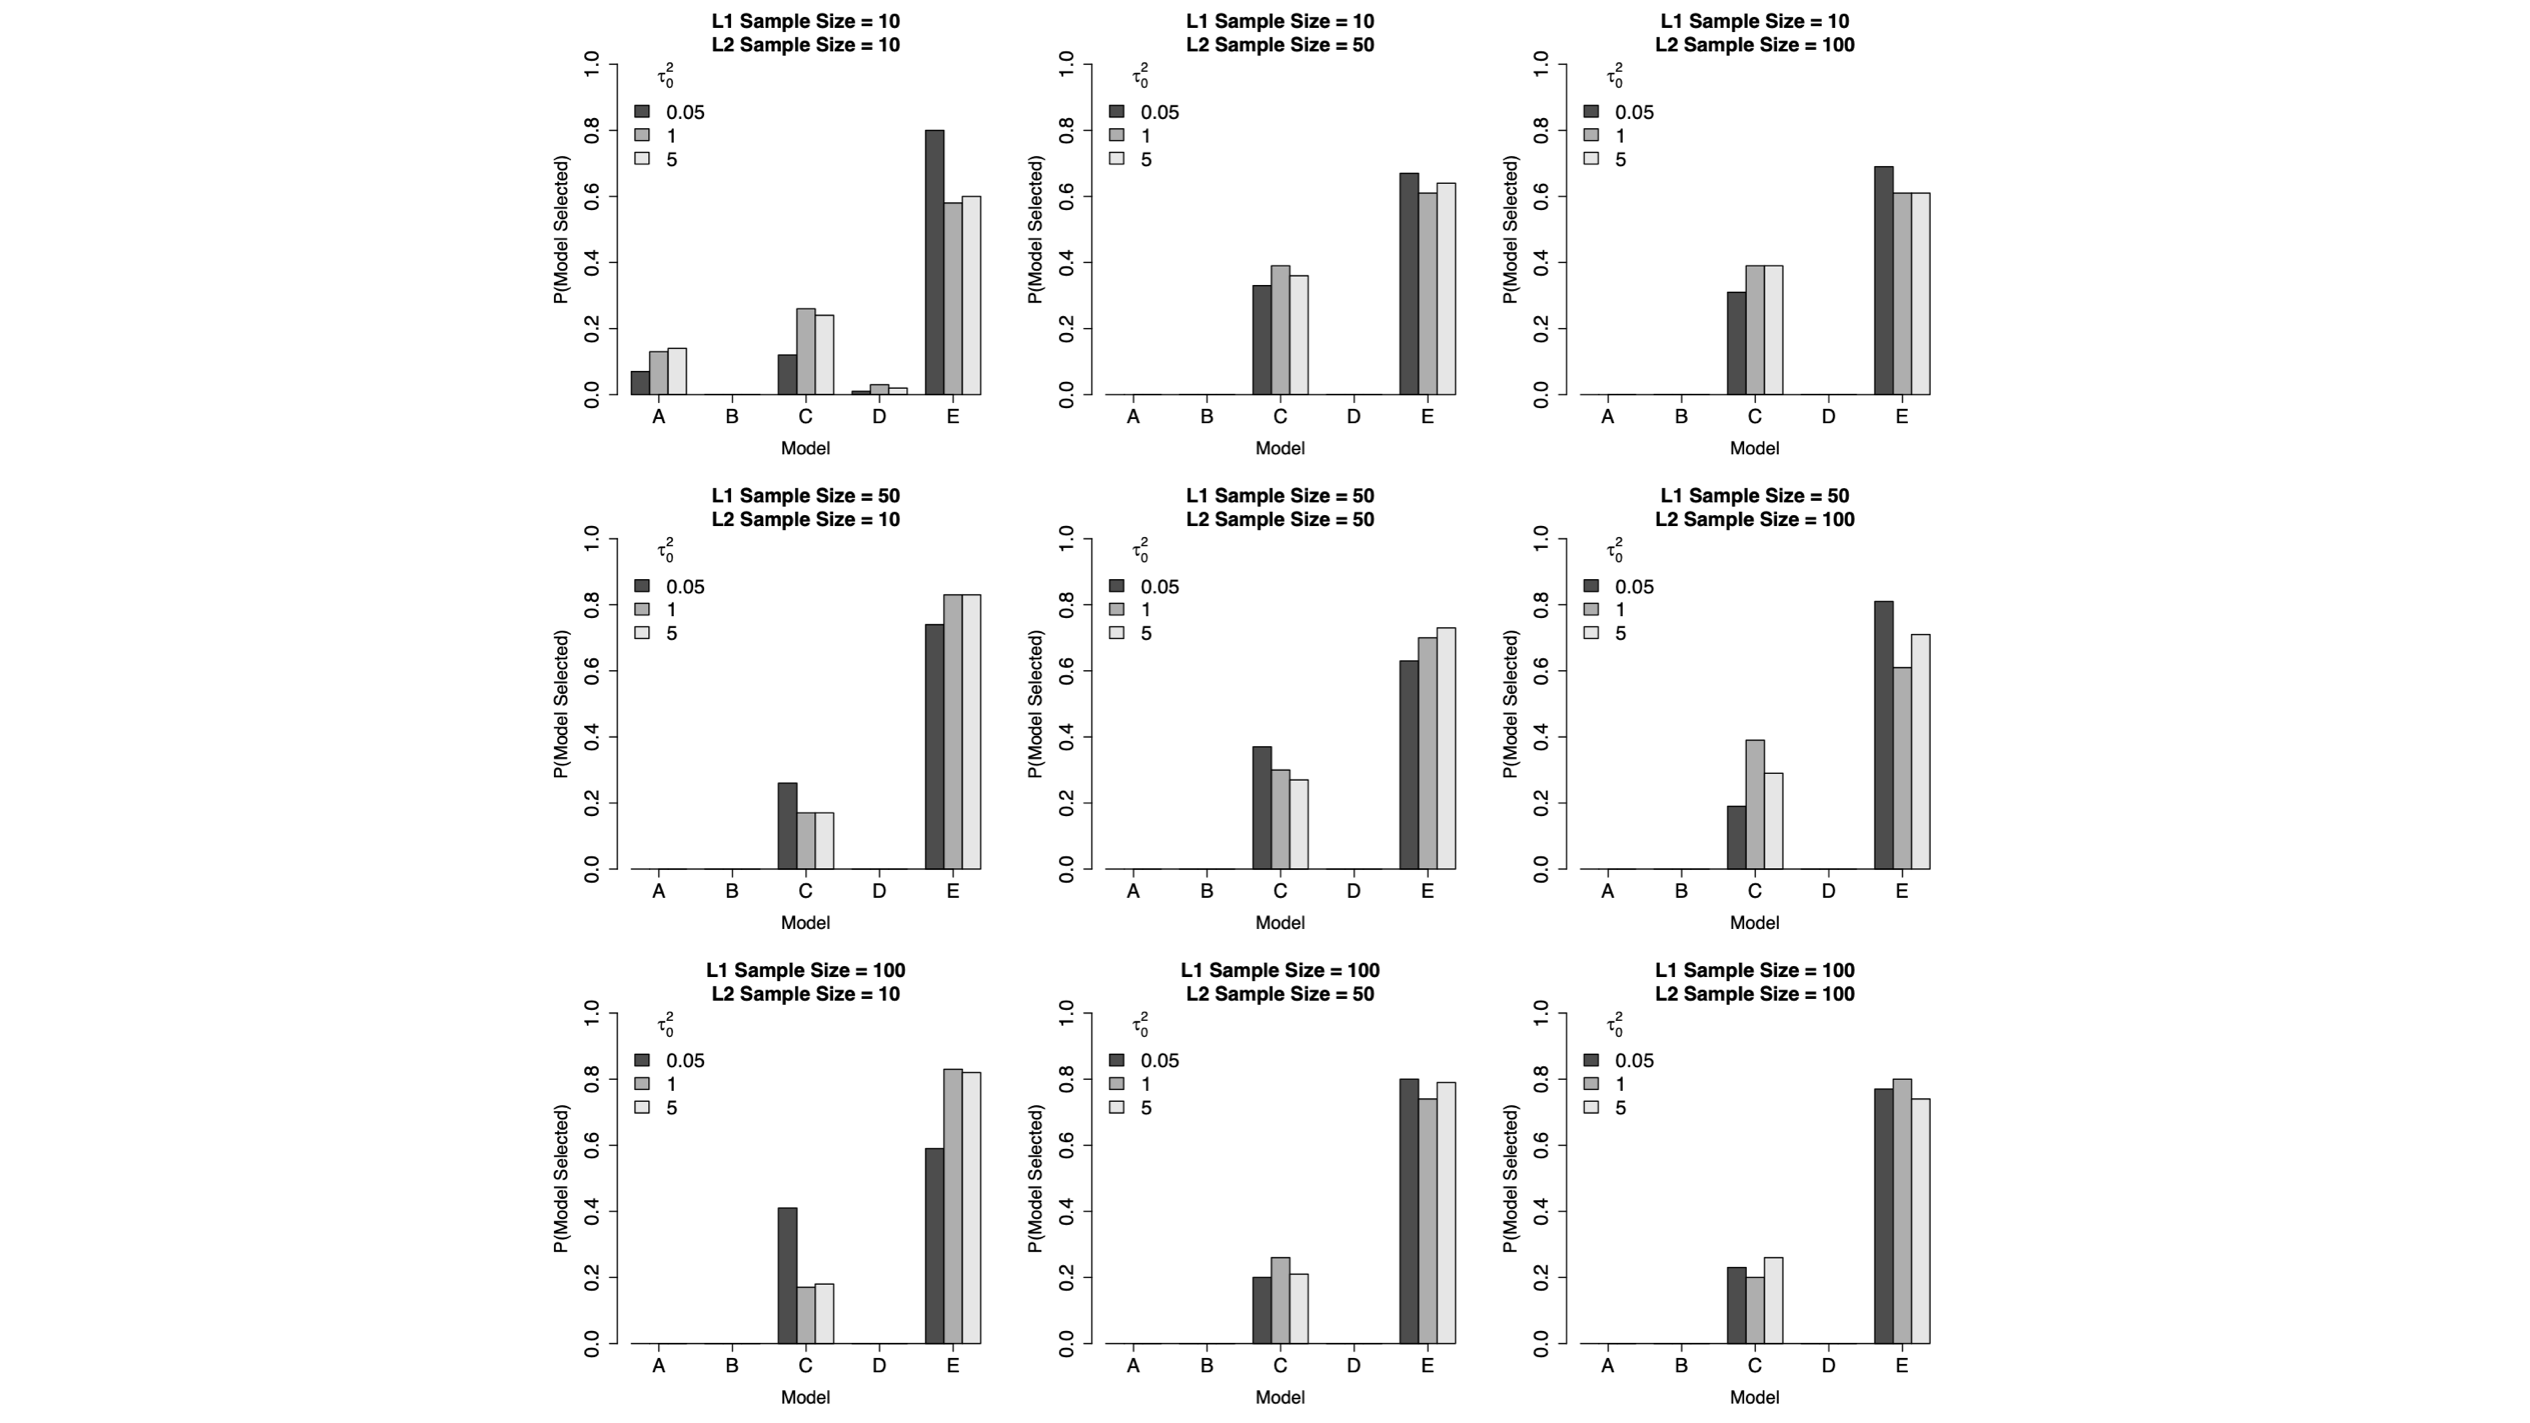 L1 Sample Size = 10
L2 Sample Size = 10
τ₀²
0.05
1
5
P(Model Selected)
0.0 0.2 0.4 0.6 0.8 1.0
A B C D E
Model
L1 Sample Size = 10
L2 Sample Size = 50
τ₀²
0.05
1
5
P(Model Selected)
0.0 0.2 0.4 0.6 0.8 1.0
A B C D E
Model
L1 Sample Size = 10
L2 Sample Size = 100
τ₀²
0.05
1
5
P(Model Selected)
0.0 0.2 0.4 0.6 0.8 1.0
A B C D E
Model
L1 Sample Size = 50
L2 Sample Size = 10
τ₀²
0.05
1
5
P(Model Selected)
0.0 0.2 0.4 0.6 0.8 1.0
A B C D E
Model
L1 Sample Size = 50
L2 Sample Size = 50
τ₀²
0.05
1
5
P(Model Selected)
0.0 0.2 0.4 0.6 0.8 1.0
A B C D E
Model
L1 Sample Size = 50
L2 Sample Size = 100
τ₀²
0.05
1
5
P(Model Selected)
0.0 0.2 0.4 0.6 0.8 1.0
A B C D E
Model
L1 Sample Size = 100
L2 Sample Size = 10
τ₀²
0.05
1
5
P(Model Selected)
0.0 0.2 0.4 0.6 0.8 1.0
A B C D E
Model
L1 Sample Size = 100
L2 Sample Size = 50
τ₀²
0.05
1
5
P(Model Selected)
0.0 0.2 0.4 0.6 0.8 1.0
A B C D E
Model
L1 Sample Size = 100
L2 Sample Size = 100
τ₀²
0.05
1
5
P(Model Selected)
0.0 0.2 0.4 0.6 0.8 1.0
A B C D E
Model